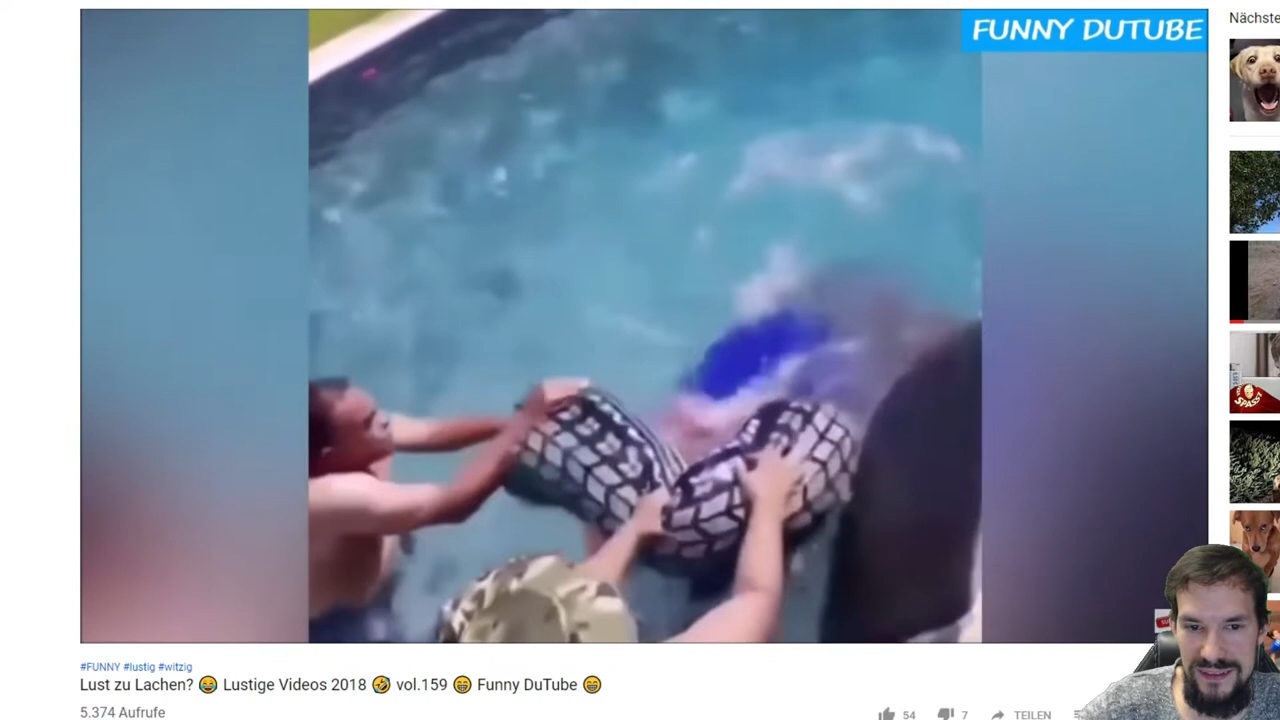 FUNNY DUTUBE
Nächste
SPASS
#FUNNY #lustig #witzig
Lust zu Lachen? 😂 Lustige Videos 2018 🤣 vol.159 😁 Funny DuTube 😁
5.374 Aufrufe
54
7
TEILEN